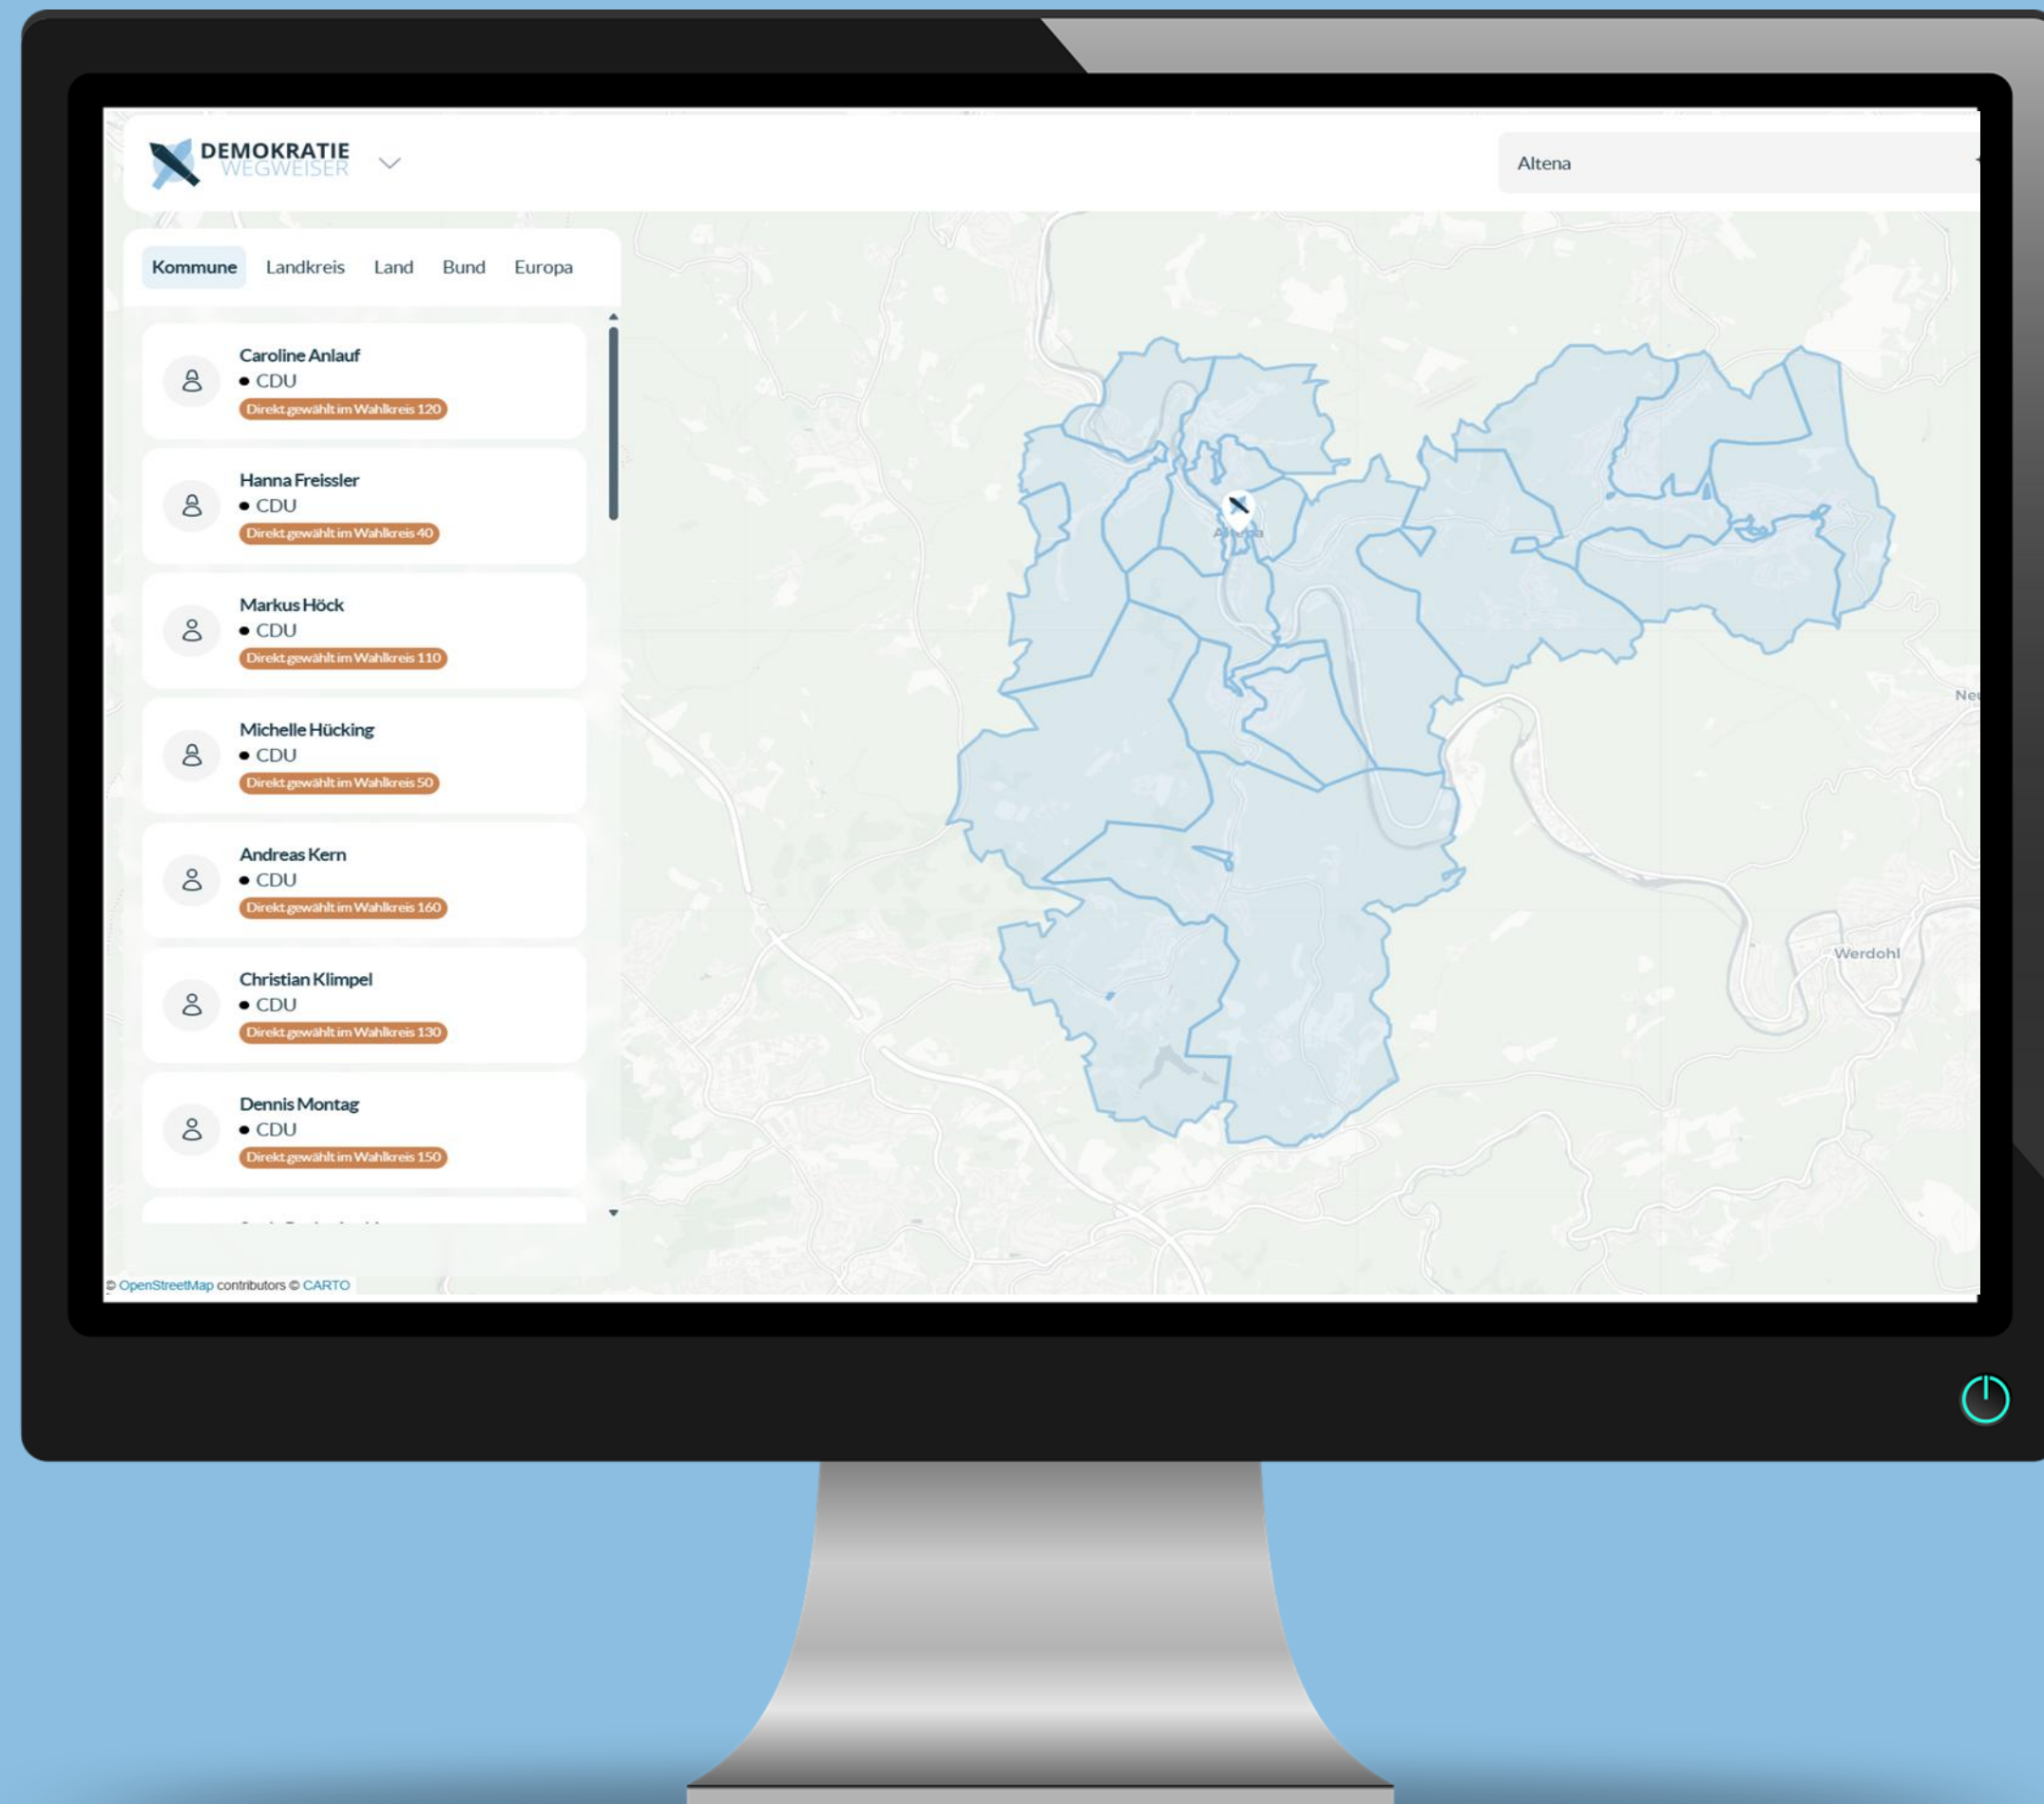 DEMOKRATIE
WEGWEISER
Altena
Kommune Landkreis Land Bund Europa
Caroline Anlauf
CDU
Direkt gewählt im Wahlkreis 120
Hanna Freissler
CDU
Direkt gewählt im Wahlkreis 40
Markus Höck
CDU
Direkt gewählt im Wahlkreis 110
Michelle Hücking
CDU
Direkt gewählt im Wahlkreis 50
Andreas Kern
CDU
Direkt gewählt im Wahlkreis 160
Christian Klimpel
CDU
Direkt gewählt im Wahlkreis 130
Dennis Montag
CDU
Direkt gewählt im Wahlkreis 150
Altena
Werdohl
© OpenStreetMap contributors © CARTO